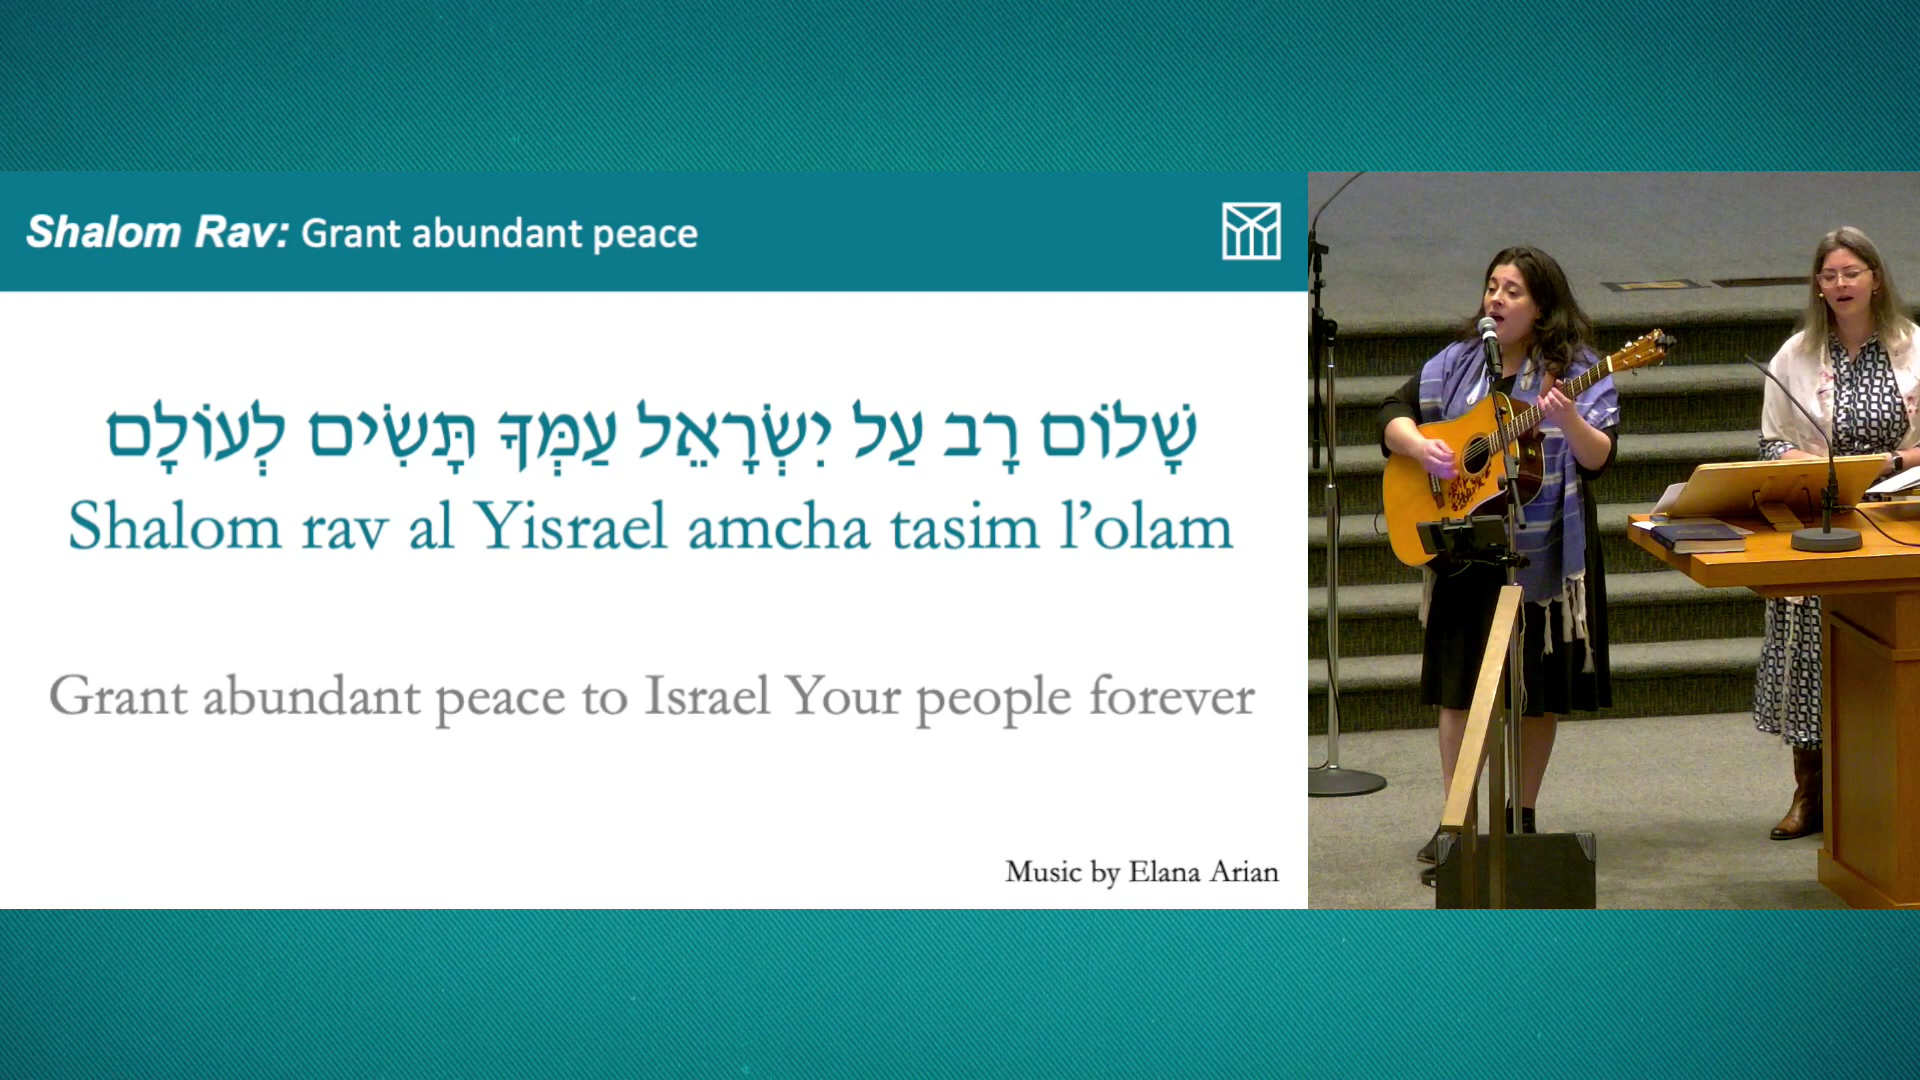 Shalom Rav: Grant abundant peace
שָׁלוֹם רָב עַל יִשְׂרָאֵל עַמְּךָ תָּשִׂים לְעוֹלָם
Shalom rav al Yisrael amcha tasim l’olam
Grant abundant peace to Israel Your people forever
Music by Elana Arian